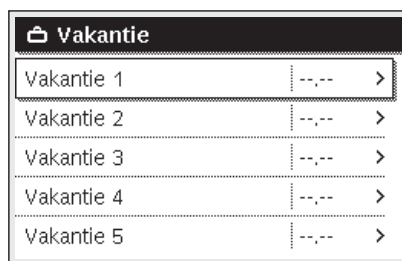 Vakantie
Vakantie 1 --.-- >
Vakantie 2 --.-- >
Vakantie 3 --.-- >
Vakantie 4 --.-- >
Vakantie 5 --.-- >